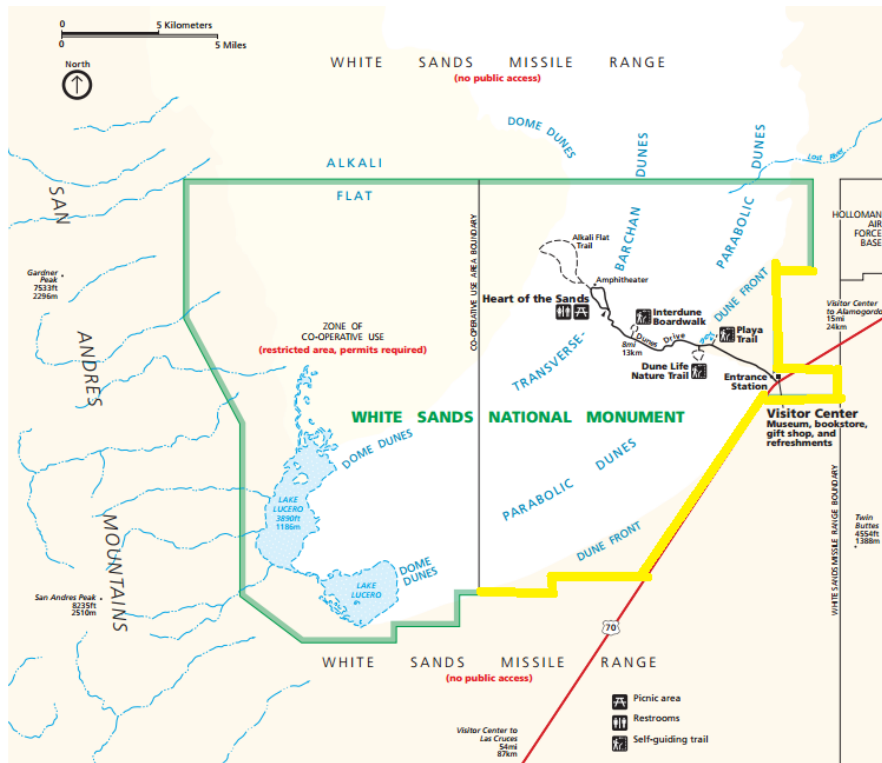 0
5 Kilometers
0
5 Miles
North
WHITE SANDS MISSILE RANGE
(no public access)
DOME DUNES
BARCHAN DUNES
PARABOLIC DUNES
Lost River
ALKALI
FLAT
SAN
ANDRES
MOUNTAINS
HOLLOMAN
AIR
FORCE
BASE
Gardner
Peak
7533ft
2296m
CO-OPERATIVE USE AREA BOUNDARY
Alkali Flat
Trail
Amphitheater
Heart of the Sands
DUNE FRONT
Visitor Center
to Alamogordo
15mi
24km
Interdune
Boardwalk
Playa
Trail
8mi
13km
Dunes Drive
Dune Life
Nature Trail
Entrance
Station
ZONE OF
CO-OPERATIVE USE
(restricted area, permits required)
TRANSVERSE-
WHITE SANDS NATIONAL MONUMENT
Visitor Center
Museum, bookstore,
gift shop, and
refreshments
DOME DUNES
PARABOLIC DUNES
LAKE
LUCERO
3890ft
1186m
DUNE FRONT
WHITE SANDS MISSILE RANGE BOUNDARY
Twin
Buttes
4554ft
1388m
DOME
DUNES
LAKE
LUCERO
San Andres Peak
8235ft
2510m
70
WHITE SANDS MISSILE RANGE
(no public access)
Picnic area
Restrooms
Self-guiding trail
Visitor Center to
Las Cruces
54mi
87km